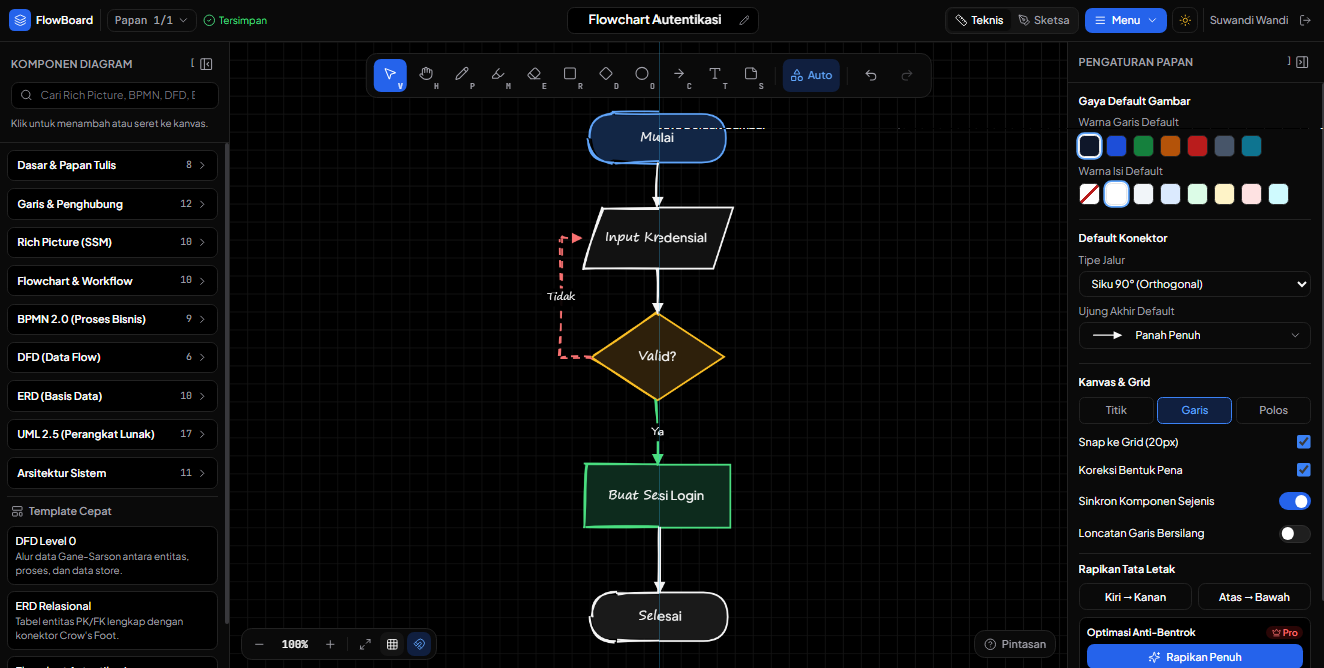 FlowBoard
Papan 1/1
Tersimpan
Flowchart Autentikasi
Teknis
Sketsa
Menu
Suwandi Wandi
KOMPONEN DIAGRAM
[
Cari Rich Picture, BPMN, DFD, E
Klik untuk menambah atau seret ke kanvas.
Dasar & Papan Tulis 8
Garis & Penghubung 12
Rich Picture (SSM) 10
Flowchart & Workflow 10
BPMN 2.0 (Proses Bisnis) 9
DFD (Data Flow) 6
ERD (Basis Data) 10
UML 2.5 (Perangkat Lunak) 17
Arsitektur Sistem 11
Template Cepat
DFD Level 0
Alur data Gane-Sarson antara entitas,
proses, dan data store.
ERD Relasional
Tabel entitas PK/FK lengkap dengan
konektor Crow's Foot.
V H P M E R D O C T S
Auto
Mulai
Input Kredensial
Tidak
Valid?
Ya
Buat Sesi Login
Selesai
100%
Pintasan
PENGATURAN PAPAN
]
Gaya Default Gambar
Warna Garis Default
Warna Isi Default
Default Konektor
Tipe Jalur
Siku 90° (Orthogonal)
Ujung Akhir Default
Panah Penuh
Kanvas & Grid
Titik
Garis
Polos
Snap ke Grid (20px)
Koreksi Bentuk Pena
Sinkron Komponen Sejenis
Loncatan Garis Bersilang
Rapikan Tata Letak
Kiri → Kanan
Atas → Bawah
Optimasi Anti-Bentrok
Pro
Rapikan Penuh